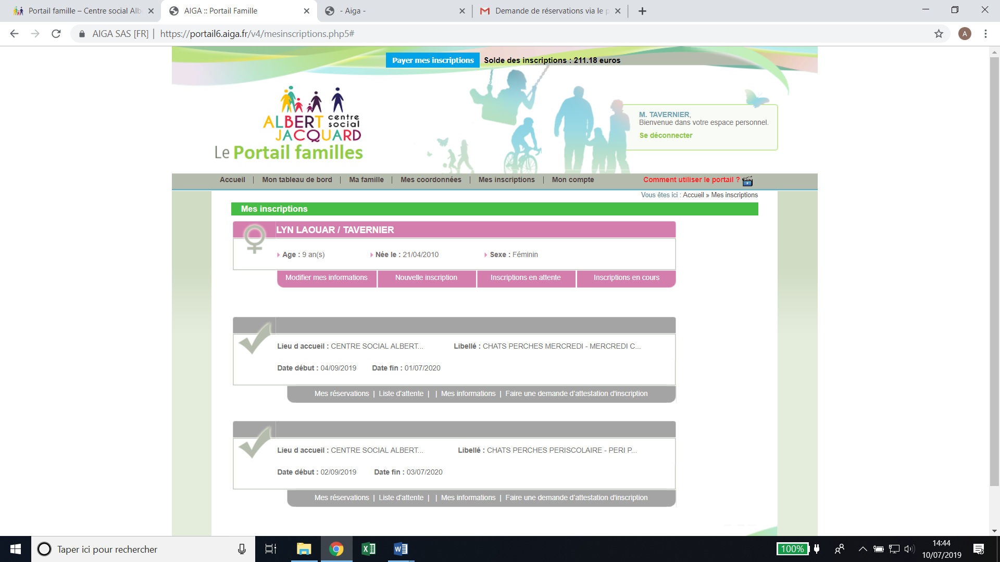 Portail famille – Centre social Alb
AIGA :: Portail Famille
- Aiga -
Demande de réservations via le p
AIGA SAS [FR] | https://portail6.aiga.fr/v4/mesinscriptions.php5#
A
Payer mes inscriptions Solde des inscriptions : 211.18 euros
ALBERT centre social
JACQUARD
Le Portail familles
M. TAVERNIER,
Bienvenue dans votre espace personnel.
Se déconnecter
Accueil | Mon tableau de bord | Ma famille | Mes coordonnées | Mes inscriptions | Mon compte Comment utiliser le portail ?
Vous êtes ici : Accueil » Mes inscriptions
Mes inscriptions
LYN LAOUAR / TAVERNIER
Age : 9 an(s) Née le : 21/04/2010 Sexe : Féminin
Modifier mes informations Nouvelle inscription Inscriptions en attente Inscriptions en cours
Lieu d accueil : CENTRE SOCIAL ALBERT... Libellé : CHATS PERCHES MERCREDI - MERCREDI C...
Date début : 04/09/2019 Date fin : 01/07/2020
Mes réservations | Liste d'attente | | Mes informations | Faire une demande d'attestation d'inscription
Lieu d accueil : CENTRE SOCIAL ALBERT... Libellé : CHATS PERCHES PERISCOLAIRE - PERI P...
Date début : 02/09/2019 Date fin : 03/07/2020
Mes réservations | Liste d'attente | | Mes informations | Faire une demande d'attestation d'inscription
Taper ici pour rechercher
100%
14:44
10/07/2019